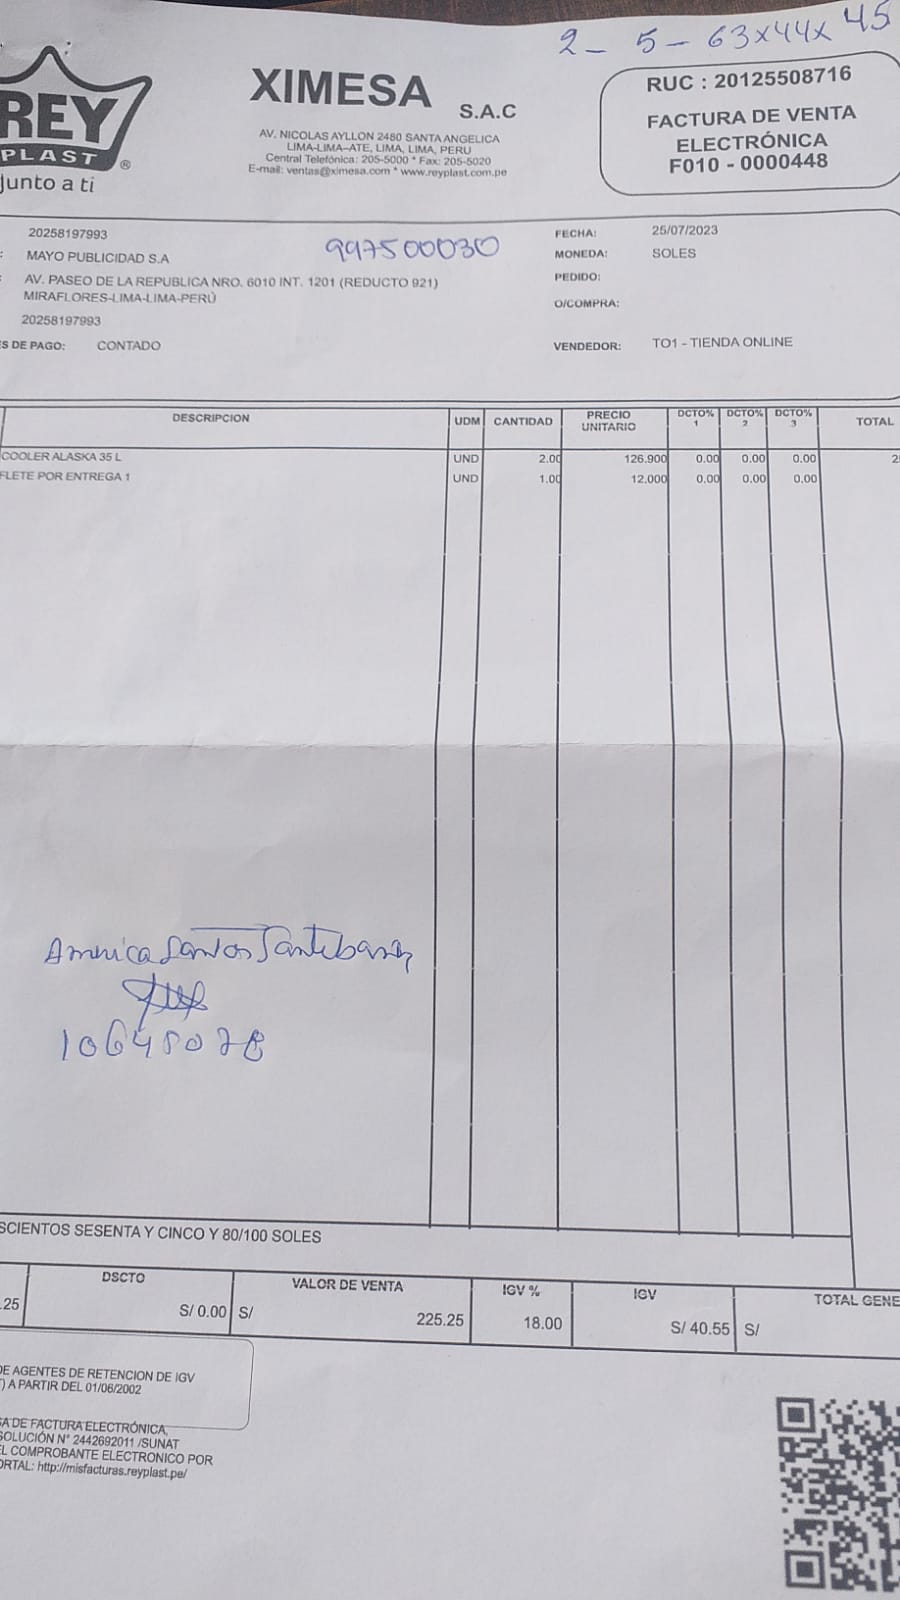 2 - 5 - 63x44x 45
REY
PLAST ®
Junto a ti
XIMESA S.A.C
AV. NICOLAS AYLLON 2480 SANTA ANGELICA
LIMA-LIMA-ATE, LIMA, LIMA, PERU
Central Telefónica: 205-5000 * Fax: 205-5020
E-mail: ventas@ximesa.com * www.reyplast.com.pe
RUC : 20125508716
FACTURA DE VENTA
ELECTRÓNICA
F010 - 0000448
20258197993
: MAYO PUBLICIDAD S.A
997500030
: AV. PASEO DE LA REPUBLICA NRO. 6010 INT. 1201 (REDUCTO 921)
MIRAFLORES-LIMA-LIMA-PERÚ
20258197993
S DE PAGO: CONTADO
FECHA: 25/07/2023
MONEDA: SOLES
PEDIDO:
O/COMPRA:
VENDEDOR: TO1 - TIENDA ONLINE
DESCRIPCION UDM CANTIDAD PRECIO UNITARIO DCTO% 1 DCTO% 2 DCTO% 3 TOTAL
COOLER ALASKA 35 L UND 2.00 126.900 0.00 0.00 0.00 2
FLETE POR ENTREGA 1 UND 1.00 12.000 0.00 0.00 0.00
America Santos Santebanez
SCIENTOS SESENTA Y CINCO Y 80/100 SOLES
DSCTO VALOR DE VENTA IGV % IGV TOTAL GENE
.25 S/ 0.00 S/ 225.25 18.00 S/ 40.55 S/
DE AGENTES DE RETENCION DE IGV
) A PARTIR DEL 01/06/2002
SA DE FACTURA ELECTRÓNICA,
SOLUCIÓN N° 2442692011 /SUNAT
EL COMPROBANTE ELECTRONICO POR
ORTAL: http://misfacturas.reyplast.pe/